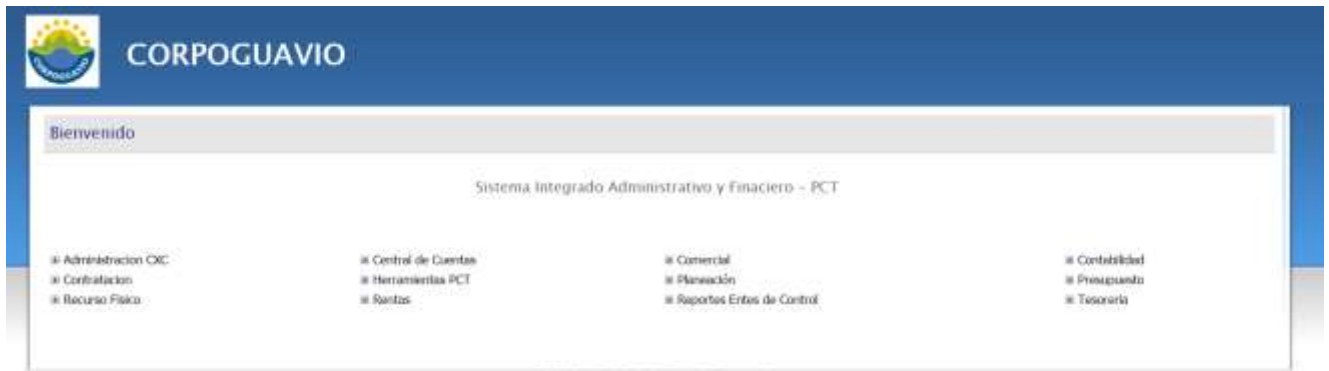 CORPOGUAVIO
CORPOGUAVIO
Bienvenido
Sistema Integrado Administrativo y Finaciero - PCT
Administracion CXC
Central de Cuentas
Comercial
Contabilidad
Contratacion
Herramientas PCT
Planeación
Presupuesto
Recurso Fisico
Rentas
Reportes Entes de Control
Tesoreria